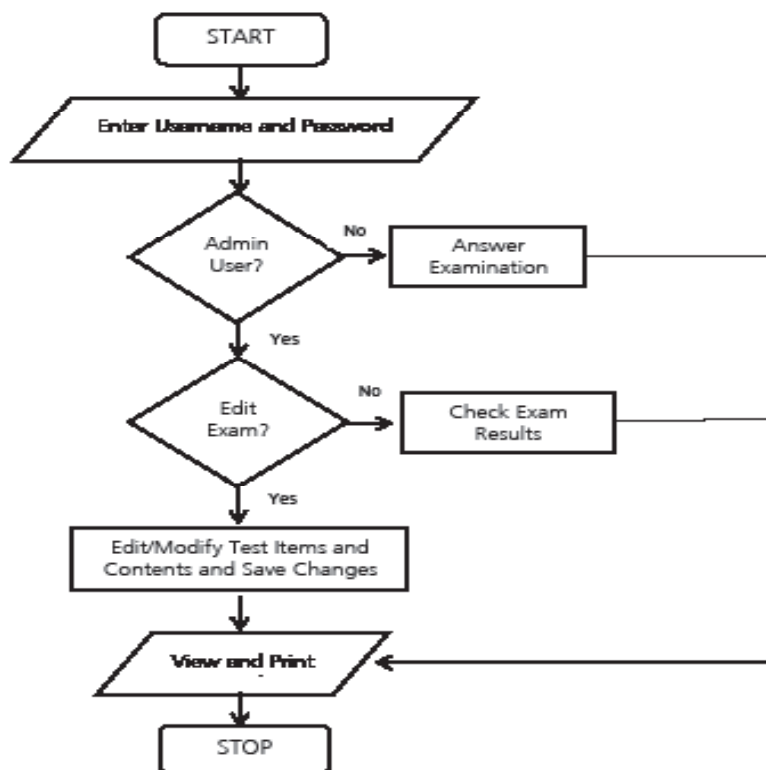 START
Enter Username and Password
Admin
User?
No
Answer
Examination
Yes
Edit
Exam?
No
Check Exam
Results
Yes
Edit/Modify Test Items and
Contents and Save Changes
View and Print
STOP